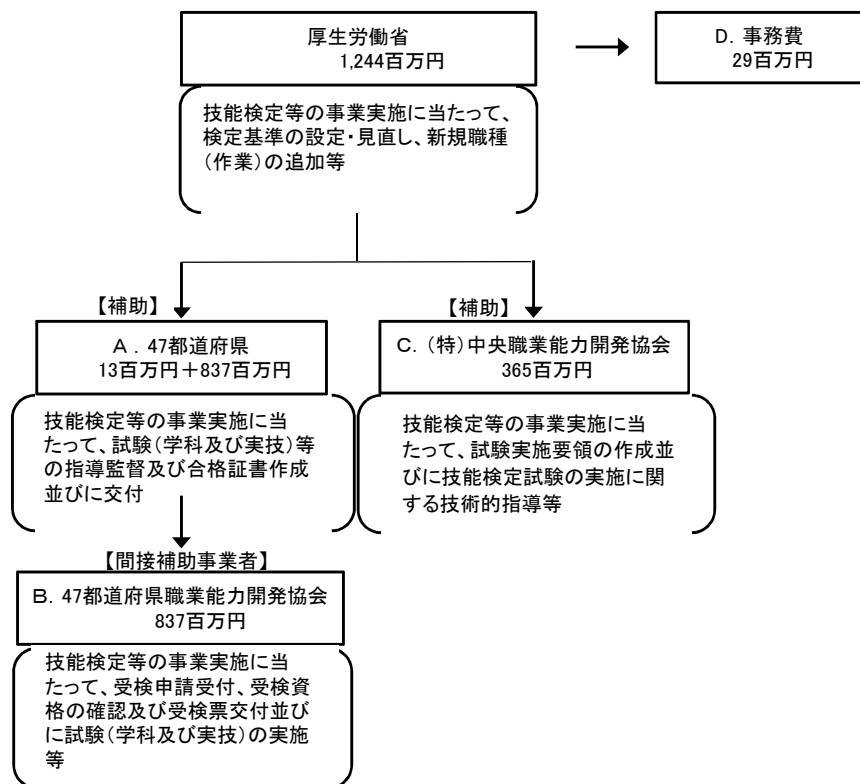 厚生労働省
1,244百万円
D．事務費
29百万円
技能検定等の事業実施に当たって、
検定基準の設定・見直し、新規職種
（作業）の追加等
【補助】
A．47都道府県
13百万円＋837百万円
技能検定等の事業実施に当
たって、試験（学科及び実技）等
の指導監督及び合格証書作成
並びに交付
【補助】
C．（特）中央職業能力開発協会
365百万円
技能検定等の事業実施に当
たって、試験実施要領の作成並
びに技能検定試験の実施に関
する技術的指導等
【間接補助事業者】
B．47都道府県職業能力開発協会
837百万円
技能検定等の事業実施に当
たって、受検申請受付、受検資
格の確認及び受検票交付並び
に試験（学科及び実技）の実施
等